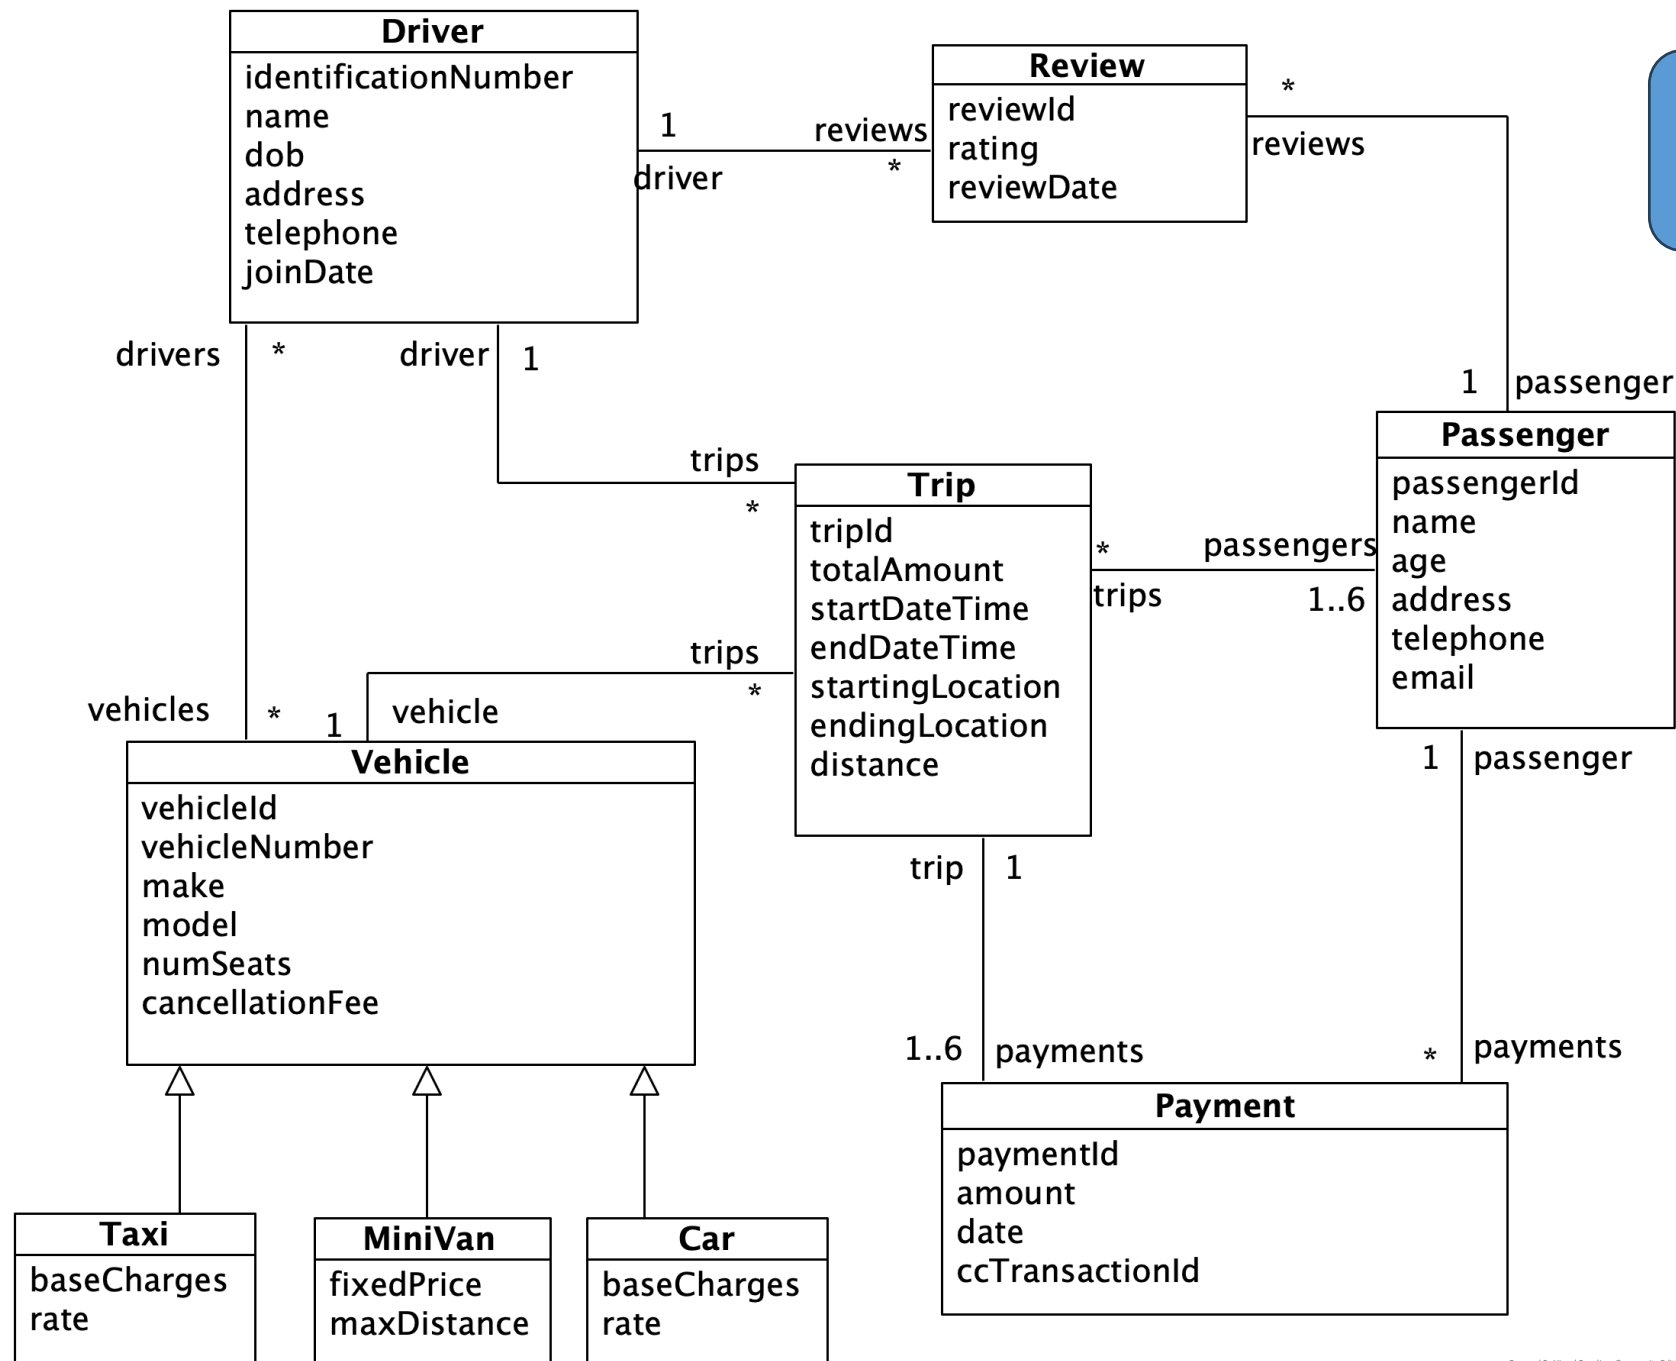 Driver
identificationNumber
name
dob
address
telephone
joinDate
1
driver
reviews
*
Review
reviewId
rating
reviewDate
*
reviews
drivers
*
driver
1
1
passenger
trips
*
Trip
tripId
totalAmount
startDateTime
endDateTime
startingLocation
endingLocation
distance
*
trips
passengers
1..6
Passenger
passengerId
name
age
address
telephone
email
trips
*
vehicles
*
1
vehicle
Vehicle
vehicleId
vehicleNumber
make
model
numSeats
cancellationFee
trip
1
1
passenger
1..6
payments
*
payments
Payment
paymentId
amount
date
ccTransactionId
Taxi
baseCharges
rate
MiniVan
fixedPrice
maxDistance
Car
baseCharges
rate